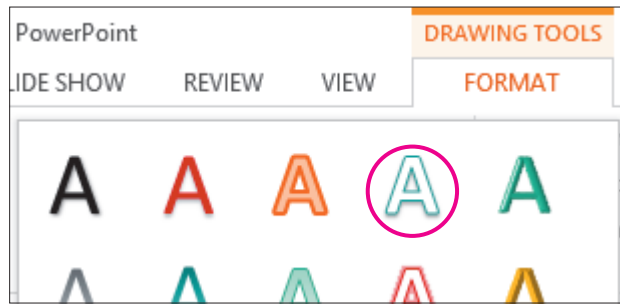 PowerPoint DRAWING TOOLS
LIDE SHOW REVIEW VIEW FORMAT
A A A A A
A A A A A